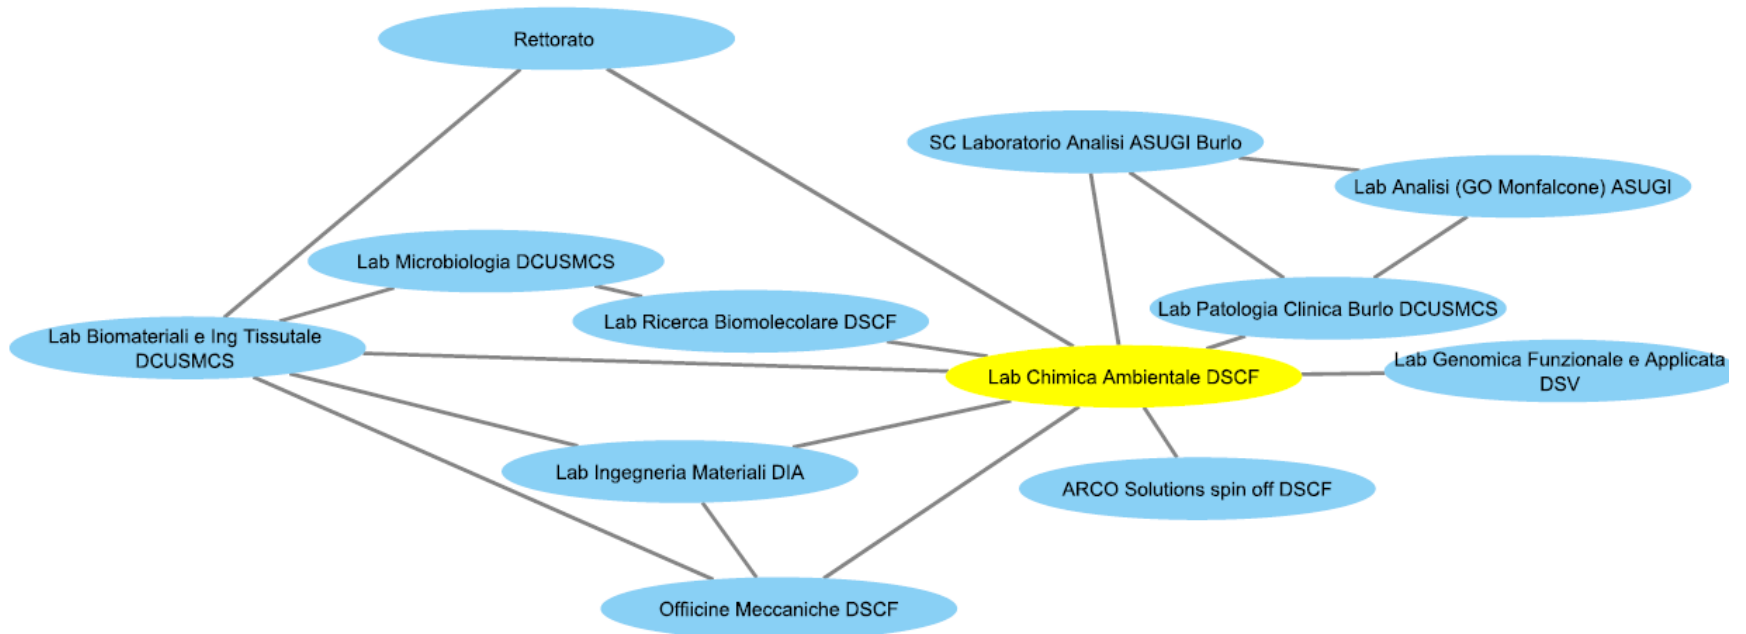 Rettorato
SC Laboratorio Analisi ASUGI Burlo
Lab Analisi (GO Monfalcone) ASUGI
Lab Microbiologia DCUSMCS
Lab Ricerca Biomolecolare DSCF
Lab Patologia Clinica Burlo DCUSMCS
Lab Biomateriali e Ing Tissutale
DCUSMCS
Lab Chimica Ambientale DSCF
Lab Genomica Funzionale e Applicata
DSV
Lab Ingegneria Materiali DIA
ARCO Solutions spin off DSCF
Offiicine Meccaniche DSCF